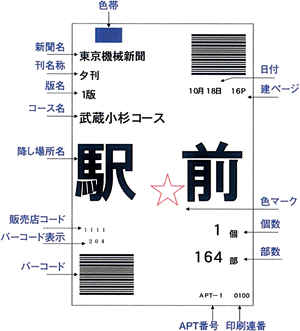 色帯
新聞名
東京機械新聞
刊名称
夕刊
日付
版名
1版
10月18日 16P
建ページ
コース名
武蔵小杉コース
降し場所名
駅 前
色マーク
販売店コード
1111
1個
個数
バーコード表示
204
164部
部数
バーコード
APT-1 0100
APT番号 印刷連番